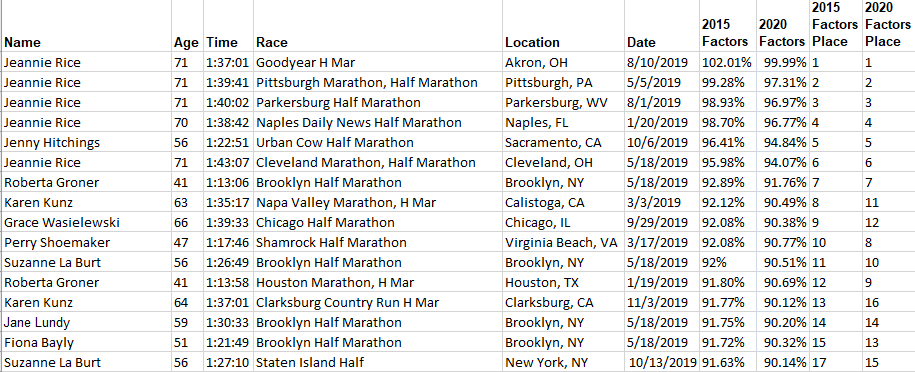 Name Age Time Race Location Date 2015 Factors 2020 Factors 2015 Factors Place 2020 Factors Place
Jeannie Rice 71 1:37:01 Goodyear H Mar Akron, OH 8/10/2019 102.01% 99.99% 1 1
Jeannie Rice 71 1:39:41 Pittsburgh Marathon, Half Marathon Pittsburgh, PA 5/5/2019 99.28% 97.31% 2 2
Jeannie Rice 71 1:40:02 Parkersburg Half Marathon Parkersburg, WV 8/1/2019 98.93% 96.97% 3 3
Jeannie Rice 70 1:38:42 Naples Daily News Half Marathon Naples, FL 1/20/2019 98.70% 96.77% 4 4
Jenny Hitchings 56 1:22:51 Urban Cow Half Marathon Sacramento, CA 10/6/2019 96.41% 94.84% 5 5
Jeannie Rice 71 1:43:07 Cleveland Marathon, Half Marathon Cleveland, OH 5/18/2019 95.98% 94.07% 6 6
Roberta Groner 41 1:13:06 Brooklyn Half Marathon Brooklyn, NY 5/18/2019 92.89% 91.76% 7 7
Karen Kunz 63 1:35:17 Napa Valley Marathon, H Mar Calistoga, CA 3/3/2019 92.12% 90.49% 8 11
Grace Wasielewski 66 1:39:33 Chicago Half Marathon Chicago, IL 9/29/2019 92.08% 90.38% 9 12
Perry Shoemaker 47 1:17:46 Shamrock Half Marathon Virginia Beach, VA 3/17/2019 92.08% 90.77% 10 8
Suzanne La Burt 56 1:26:49 Brooklyn Half Marathon Brooklyn, NY 5/18/2019 92% 90.51% 11 10
Roberta Groner 41 1:13:58 Houston Marathon, H Mar Houston, TX 1/19/2019 91.80% 90.69% 12 9
Karen Kunz 64 1:37:01 Clarksburg Country Run H Mar Clarksburg, CA 11/3/2019 91.77% 90.12% 13 16
Jane Lundy 59 1:30:33 Brooklyn Half Marathon Brooklyn, NY 5/18/2019 91.75% 90.20% 14 14
Fiona Bayly 51 1:21:49 Brooklyn Half Marathon Brooklyn, NY 5/18/2019 91.72% 90.32% 15 13
Suzanne La Burt 56 1:27:10 Staten Island Half New York, NY 10/13/2019 91.63% 90.14% 17 15